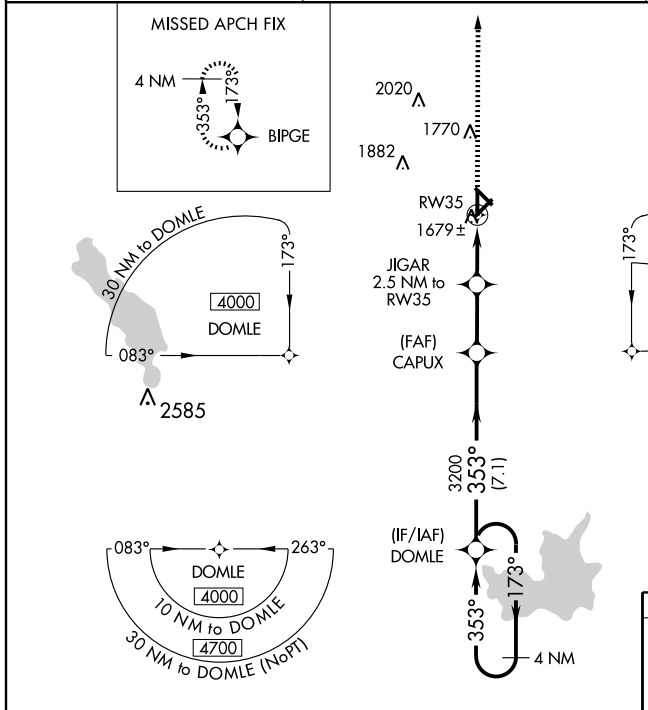 MISSED APCH FIX
4 NM
353°
173°
BIPGE
2020
1770
1882
RW35
1679±
30 NM to DOMLE
173°
4000
DOMLE
083°
2585
JIGAR
2.5 NM to
RW35
(FAF)
CAPUX
173°
3200
353°
(7.1)
(IF/IAF)
DOMLE
083°
263°
DOMLE
4000
10 NM to DOMLE
4700
30 NM to DOMLE (NoPT)
353°
173°
4 NM